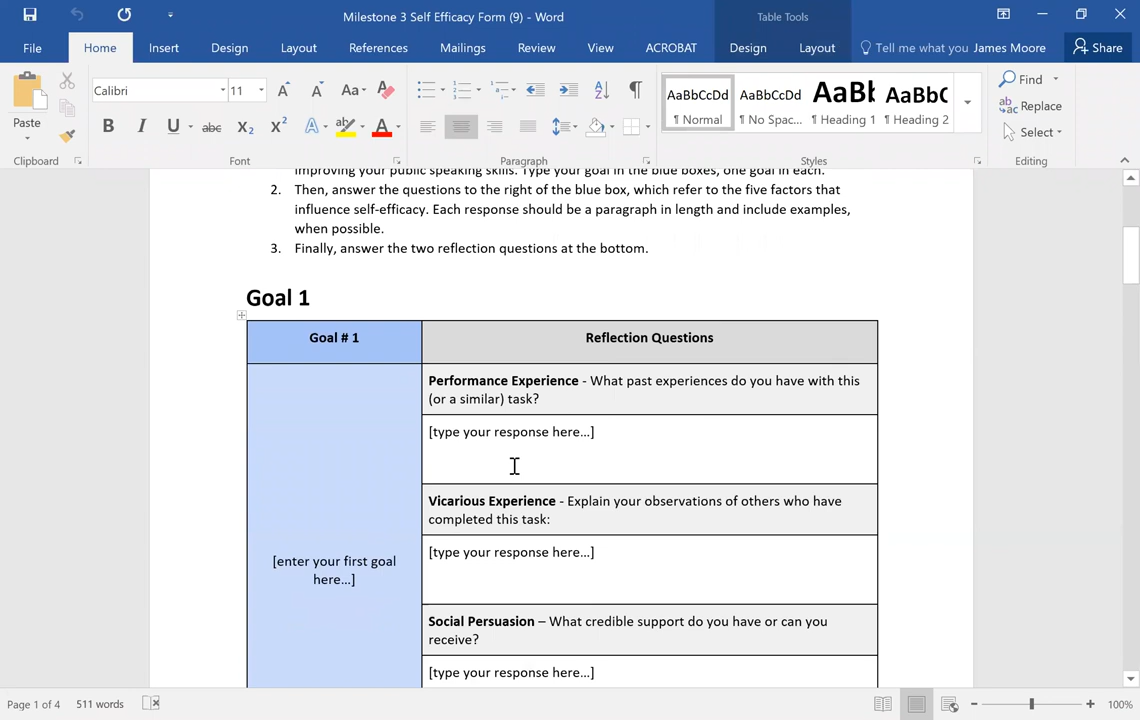 Milestone 3 Self Efficacy Form (9) - Word
Table Tools
File
Home
Insert
Design
Layout
References
Mailings
Review
View
ACROBAT
Design
Layout
Tell me what you
James Moore
Share
Paste
Calibri
11
Aa
B I U abc X2 X2 A A
AaBbCcDd
AaBbCcDd
AaBb
AaBbC
¶ Normal
¶ No Spac...
Heading 1
Heading 2
Find
Replace
Select
Clipboard
Font
Paragraph
Styles
Editing
improving your public speaking skills. Type your goal in the blue boxes, one goal in each.
2. Then, answer the questions to the right of the blue box, which refer to the five factors that
influence self-efficacy. Each response should be a paragraph in length and include examples,
when possible.
3. Finally, answer the two reflection questions at the bottom.
Goal 1
Goal # 1
Reflection Questions
Performance Experience - What past experiences do you have with this
(or a similar) task?
[type your response here...]
Vicarious Experience - Explain your observations of others who have
completed this task:
[type your response here...]
[enter your first goal
here...]
Social Persuasion – What credible support do you have or can you
receive?
[type your response here...]
Page 1 of 4
511 words
100%